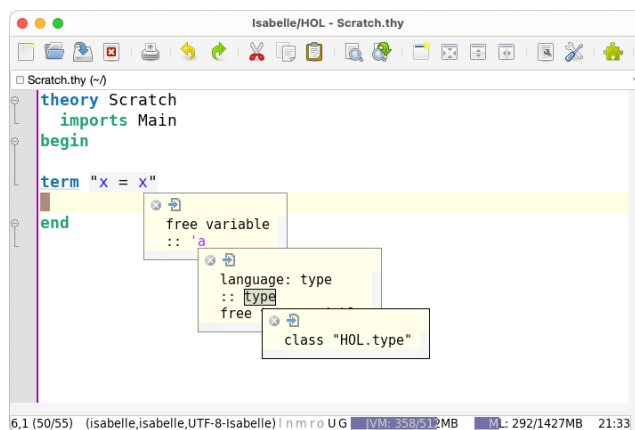 Isabelle/HOL - Scratch.thy
Scratch.thy (~/)
theory Scratch
imports Main
begin
term "x = x"
end
free variable
:: 'a
language: type
:: type
free
class "HOL.type"
6,1 (50/55) (isabelle,isabelle,UTF-8-Isabelle) l n m r o U G JVM: 358/512MB ML: 292/1427MB 21:33